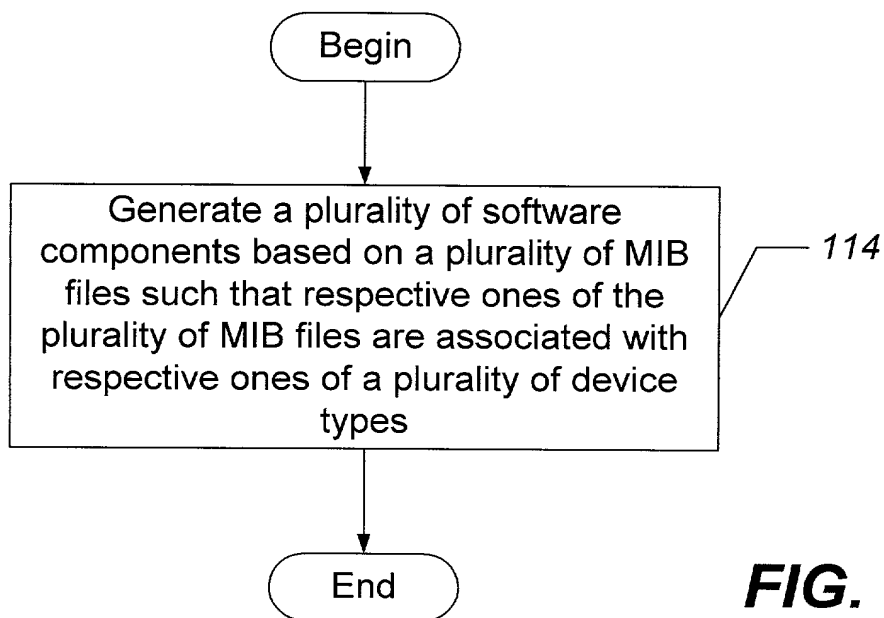 Begin
Generate a plurality of software
components based on a plurality of MIB
files such that respective ones of the
plurality of MIB files are associated with
respective ones of a plurality of device
types
114
End
FIG.